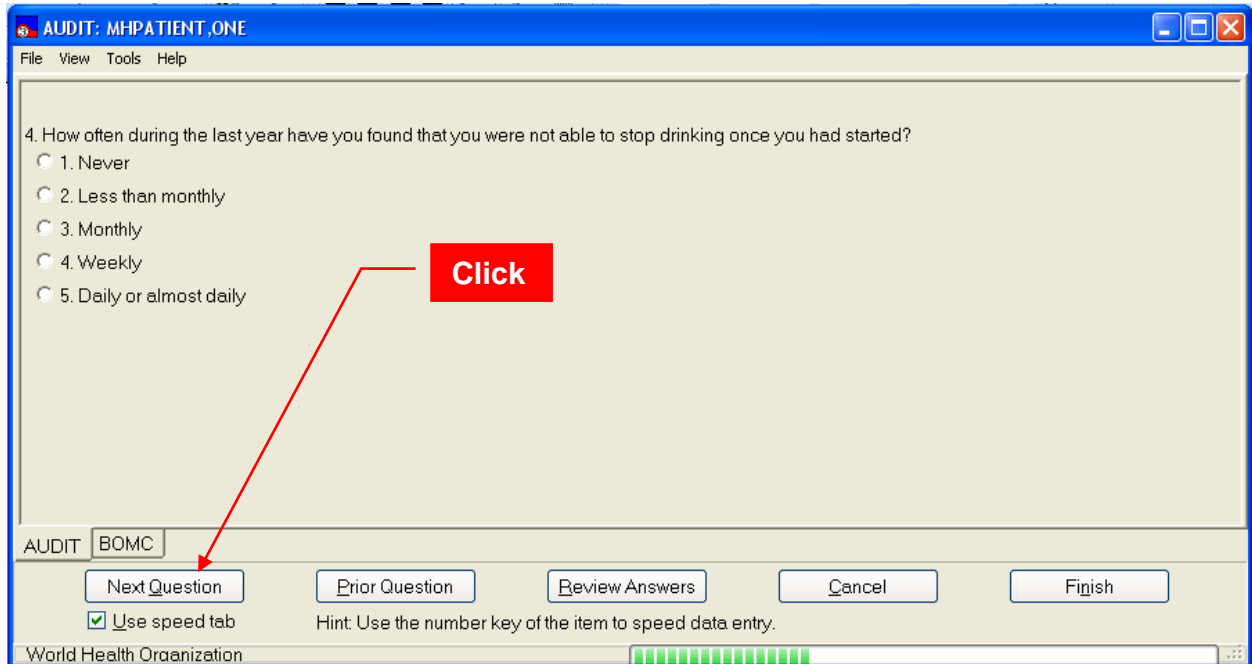 AUDIT: MHPATIENT,ONE
File View Tools Help
4. How often during the last year have you found that you were not able to stop drinking once you had started?
1. Never
2. Less than monthly
3. Monthly
4. Weekly
5. Daily or almost daily
Click
AUDIT BOMC
Next Question Prior Question Review Answers Cancel Finish
Use speed tab Hint: Use the number key of the item to speed data entry.
World Health Organization